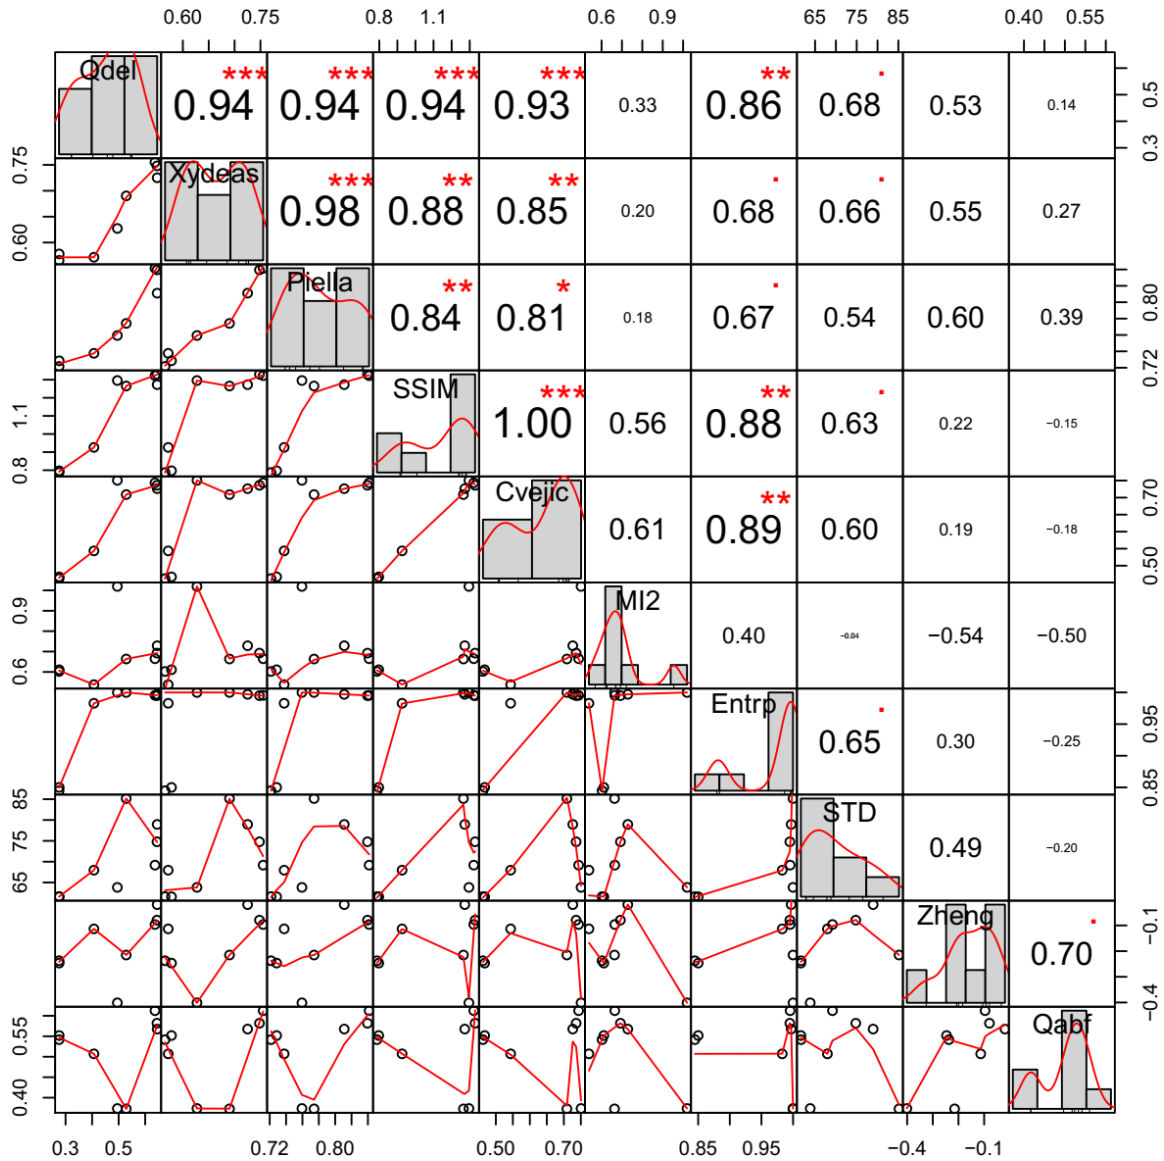 0.60 0.75 0.8 1.1 0.6 0.9 65 75 85 0.40 0.55
Qdel *** 0.94 *** 0.94 *** 0.94 *** 0.93 0.33 ** 0.86 . 0.68 0.53 0.14 0.3 0.5
0.60 0.75 Xydeas *** 0.98 ** 0.88 ** 0.85 0.20 . 0.68 . 0.66 0.55 0.27
Piella ** 0.84 * 0.81 0.18 . 0.67 0.54 0.60 0.39 0.72 0.80
0.8 1.1 SSIM *** 1.00 0.56 ** 0.88 . 0.63 0.22 −0.15
Cvejic 0.61 ** 0.89 0.60 0.19 −0.18 0.50 0.70
0.6 0.9 MI2 0.40 −0.04 −0.54 −0.50
Entrp . 0.65 0.30 −0.25 0.85 0.95
65 75 85 STD 0.49 −0.20
Zheng . 0.70 −0.4 −0.1
0.40 0.55 Qabf
0.3 0.5 0.72 0.80 0.50 0.70 0.85 0.95 −0.4 −0.1